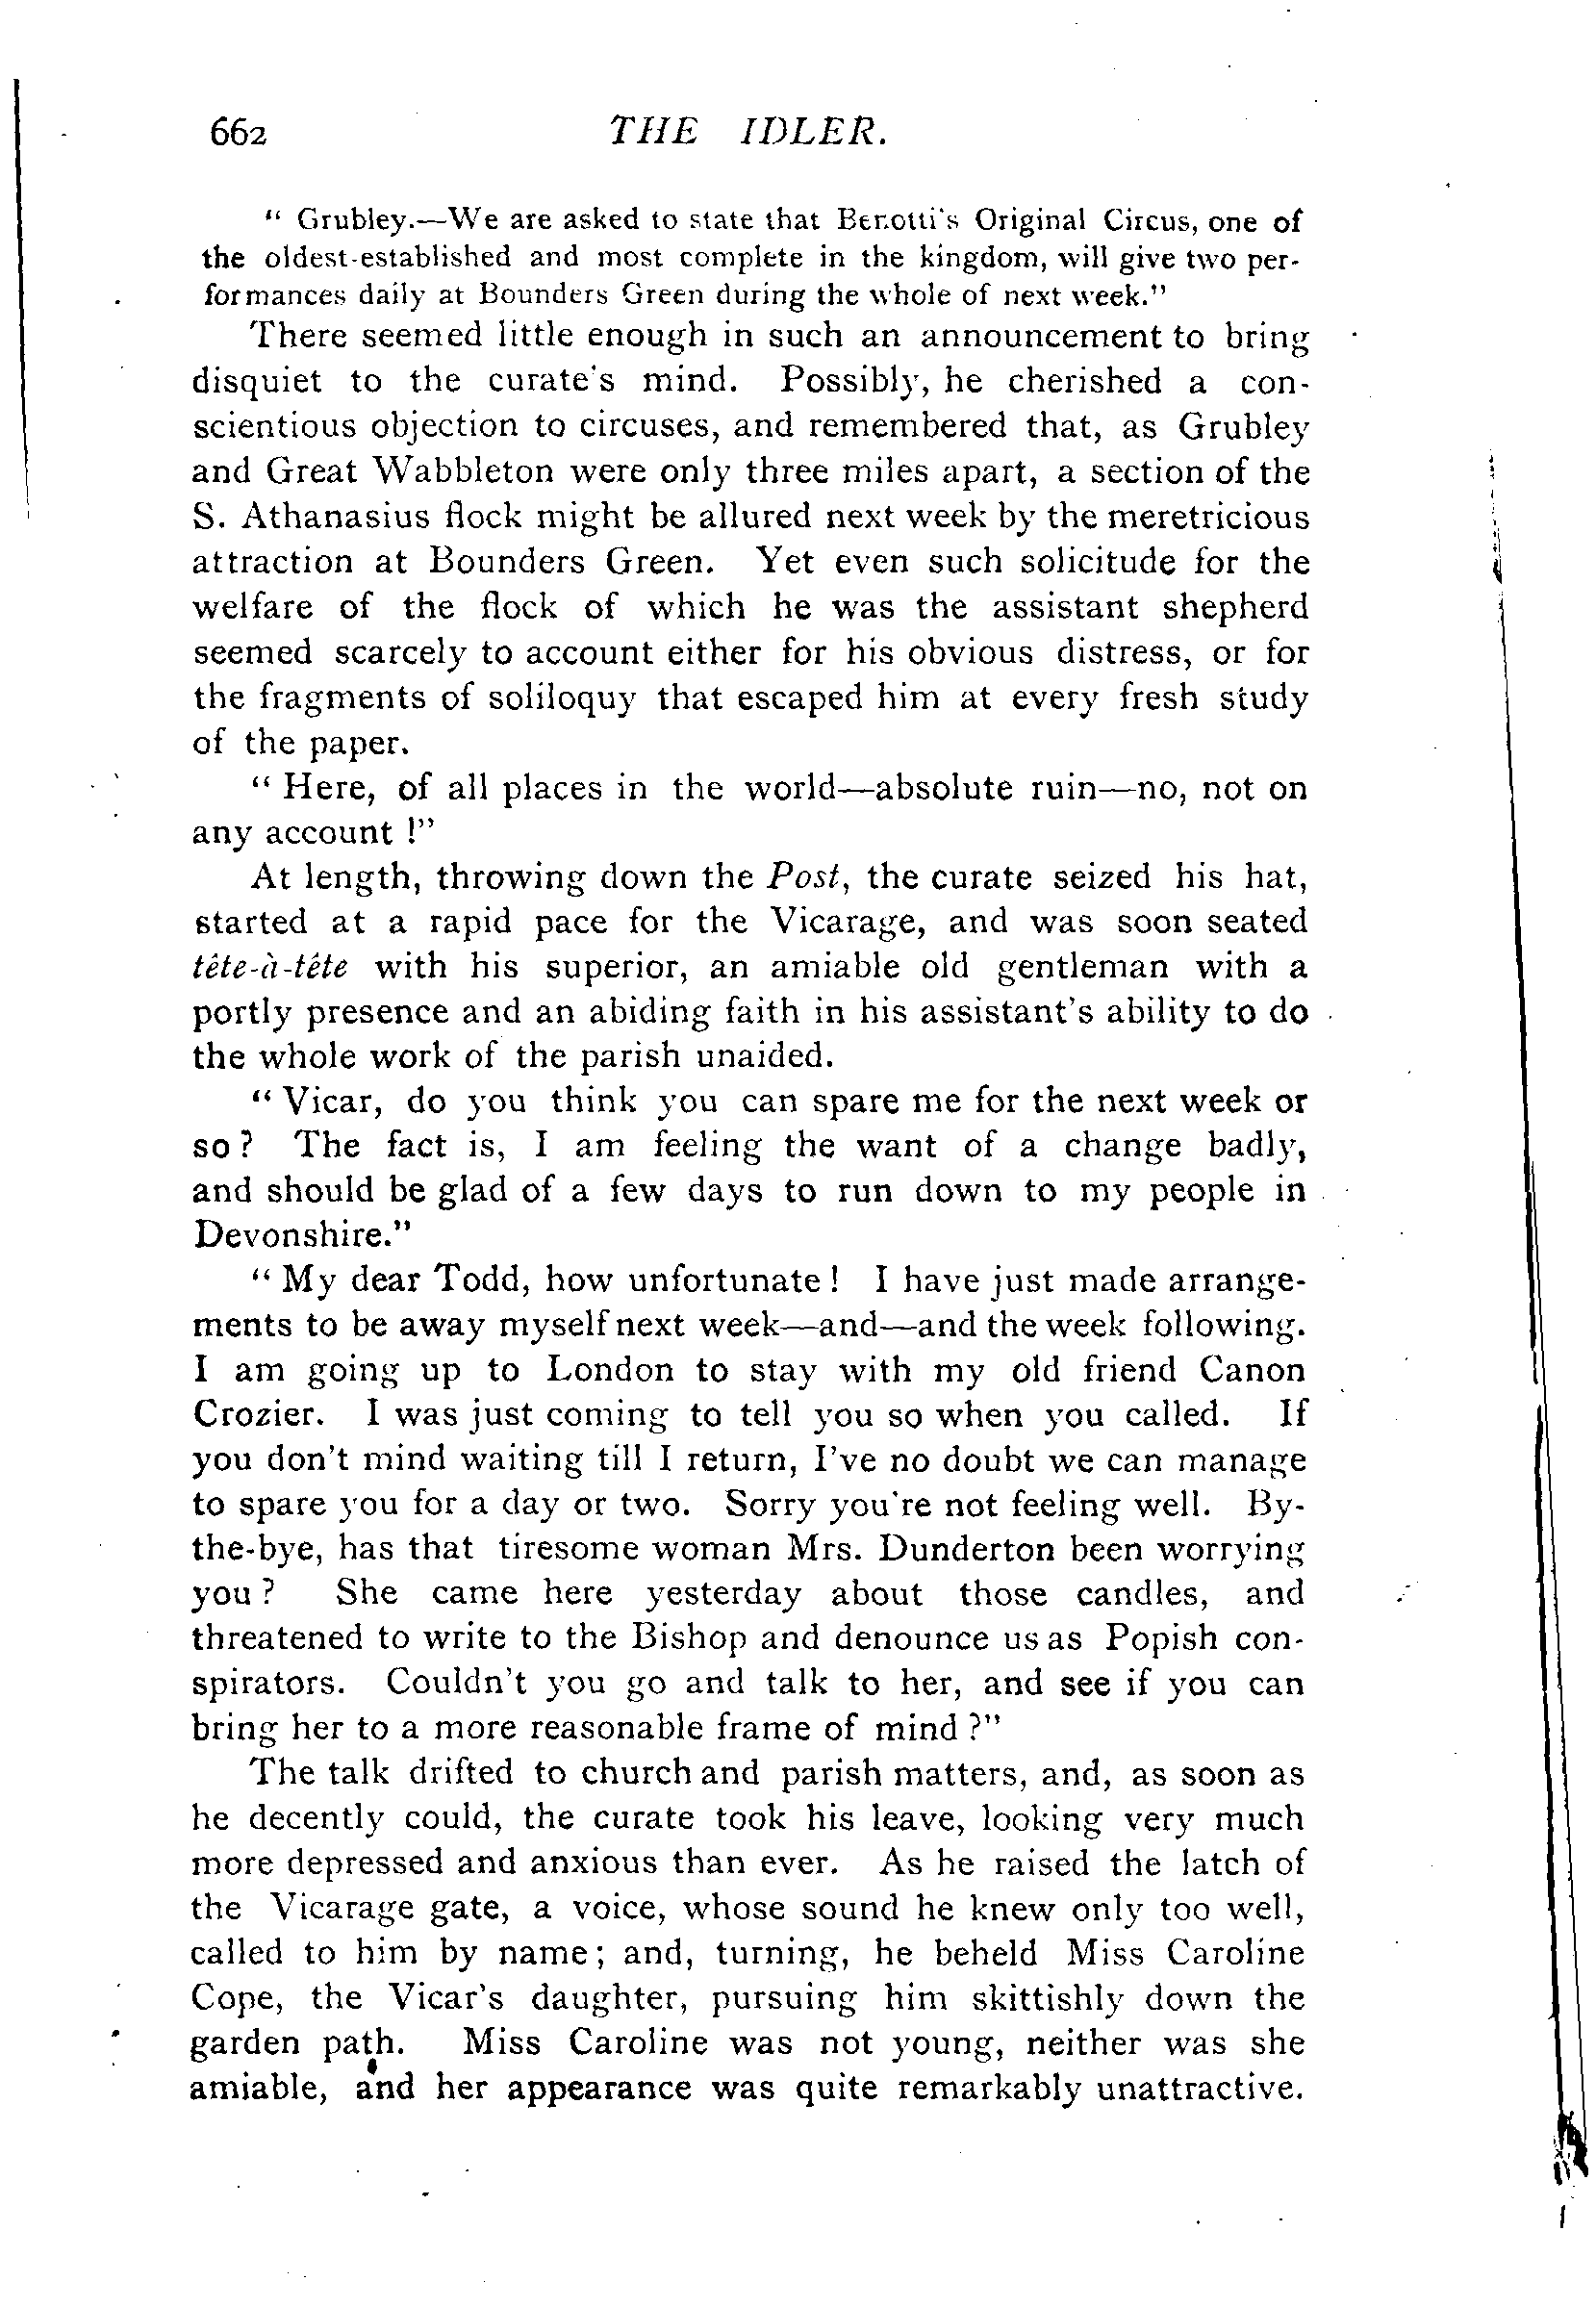 662 THE IDLER.
“ Grubley.—We are asked to state that Benotti's Original Circus, one of
the oldest-established and most complete in the kingdom, will give two per-
formances daily at Bounders Green during the whole of next week.”
There seemed little enough in such an announcement to bring
disquiet to the curate's mind. Possibly, he cherished a con-
scientious objection to circuses, and remembered that, as Grubley
and Great Wabbleton were only three miles apart, a section of the
S. Athanasius flock might be allured next week by the meretricious
attraction at Bounders Green. Yet even such solicitude for the
welfare of the flock of which he was the assistant shepherd
seemed scarcely to account either for his obvious distress, or for
the fragments of soliloquy that escaped him at every fresh study
of the paper.
“ Here, of all places in the world—absolute ruin—no, not on
any account !”
At length, throwing down the Post, the curate seized his hat,
started at a rapid pace for the Vicarage, and was soon seated
tête-à-tête with his superior, an amiable old gentleman with a
portly presence and an abiding faith in his assistant's ability to do
the whole work of the parish unaided.
“ Vicar, do you think you can spare me for the next week or
so ? The fact is, I am feeling the want of a change badly,
and should be glad of a few days to run down to my people in
Devonshire.”
“ My dear Todd, how unfortunate ! I have just made arrange-
ments to be away myself next week—and—and the week following.
I am going up to London to stay with my old friend Canon
Crozier. I was just coming to tell you so when you called. If
you don't mind waiting till I return, I've no doubt we can manage
to spare you for a day or two. Sorry you're not feeling well. By-
the-bye, has that tiresome woman Mrs. Dunderton been worrying
you ? She came here yesterday about those candles, and
threatened to write to the Bishop and denounce us as Popish con-
spirators. Couldn't you go and talk to her, and see if you can
bring her to a more reasonable frame of mind ?”
The talk drifted to church and parish matters, and, as soon as
he decently could, the curate took his leave, looking very much
more depressed and anxious than ever. As he raised the latch of
the Vicarage gate, a voice, whose sound he knew only too well,
called to him by name; and, turning, he beheld Miss Caroline
Cope, the Vicar's daughter, pursuing him skittishly down the
garden path. Miss Caroline was not young, neither was she
amiable, and her appearance was quite remarkably unattractive.